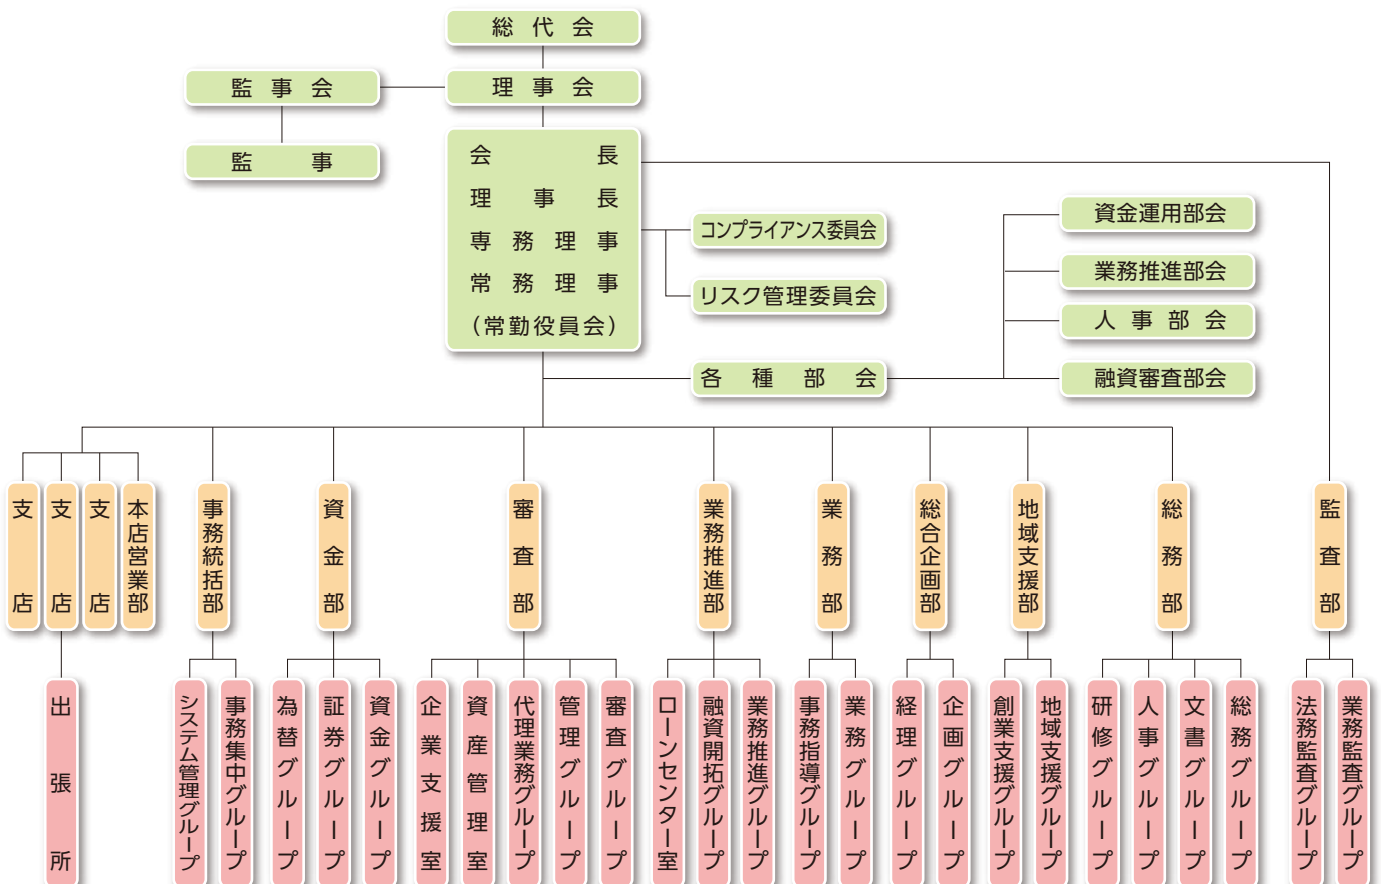 総代会
監事会
理事会
監事
会長
理事長
専務理事
常務理事
(常勤役員会)
コンプライアンス委員会
リスク管理委員会
各種部会
資金運用部会
業務推進部会
人事部会
融資審査部会
支店
支店
支店
本店営業部
事務統括部
資金部
審査部
業務推進部
業務部
総合企画部
地域支援部
総務部
監査部
出張所
システム管理グループ
事務集中グループ
為替グループ
証券グループ
資金グループ
企業支援室
資産管理室
代理業務グループ
管理グループ
審査グループ
ローンセンター室
融資開拓グループ
業務推進グループ
事務指導グループ
業務グループ
経理グループ
企画グループ
創業支援グループ
地域支援グループ
研修グループ
人事グループ
文書グループ
総務グループ
法務監査グループ
業務監査グループ